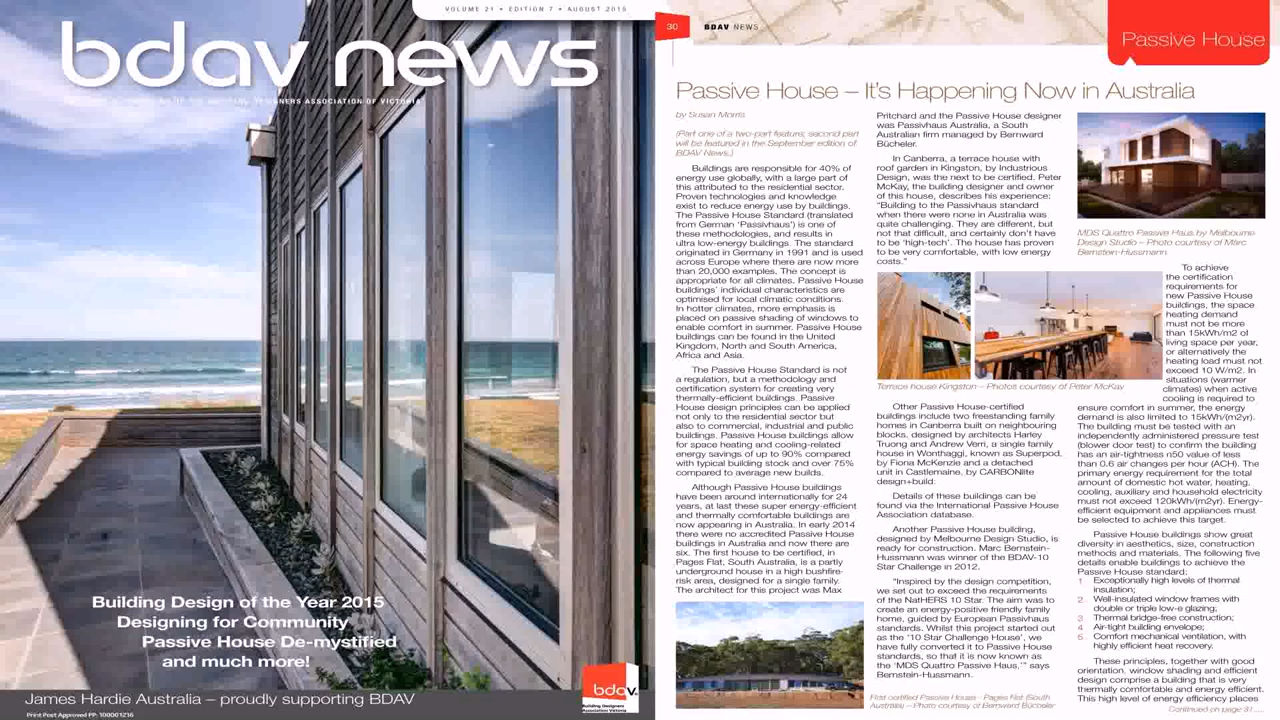 VOLUME 21 • EDITION 7 • AUGUST 2015
bdav news
DESIGNERS ASSOCIATION OF VICTORIA
Building Design of the Year 2015
Designing for Community
Passive House De-mystified
and much more!
James Hardie Australia – proudly supporting BDAV
Print Post Approved PP: 100001216
bdav.
Building Designers
Association Victoria
30
BDAV NEWS
Passive House
Passive House – It's Happening Now in Australia
by Susan Morris
(Part one of a two-part feature; second part
will be featured in the September edition of
BDAV News.)
Buildings are responsible for 40% of
energy use globally, with a large part of
this attributed to the residential sector.
Proven technologies and knowledge
exist to reduce energy use by buildings.
The Passive House Standard (translated
from German 'Passivhaus') is one of
these methodologies, and results in
ultra low-energy buildings. The standard
originated in Germany in 1991 and is used
across Europe where there are now more
than 20,000 examples. The concept is
appropriate for all climates. Passive House
buildings' individual characteristics are
optimised for local climatic conditions.
In hotter climates, more emphasis is
placed on passive shading of windows to
enable comfort in summer. Passive House
buildings can be found in the United
Kingdom, North and South America,
Africa and Asia.
The Passive House Standard is not
a regulation, but a methodology and
certification system for creating very
thermally-efficient buildings. Passive
House design principles can be applied
not only to the residential sector but
also to commercial, industrial and public
buildings. Passive House buildings allow
for space heating and cooling-related
energy savings of up to 90% compared
with typical building stock and over 75%
compared to average new builds.
Although Passive House buildings
have been around internationally for 24
years, at last these super energy-efficient
and thermally comfortable buildings are
now appearing in Australia. In early 2014
there were no accredited Passive House
buildings in Australia and now there are
six. The first house to be certified, in
Pages Flat, South Australia, is a partly
underground house in a high bushfire-
risk area, designed for a single family.
The architect for this project was Max
Pritchard and the Passive House designer
was Passivhaus Australia, a South
Australian firm managed by Bernward
Bücheler.
In Canberra, a terrace house with
roof garden in Kingston, by Industrious
Design, was the next to be certified. Peter
McKay, the building designer and owner
of this house, describes his experience:
"Building to the Passivhaus standard
when there were none in Australia was
quite challenging. They are different, but
not that difficult, and certainly don't have
to be 'high-tech'. The house has proven
to be very comfortable, with low energy
costs."
Terrace house Kingston – Photos courtesy of Peter McKay
Other Passive House-certified
buildings include two freestanding family
homes in Canberra built on neighbouring
blocks, designed by architects Harley
Truong and Andrew Verri, a single family
house in Wonthaggi, known as Superpod,
by Fiona McKenzie and a detached
unit in Castlemaine, by CARBONlite
design+build.
Details of these buildings can be
found via the International Passive House
Association database.
Another Passive House building,
designed by Melbourne Design Studio, is
ready for construction. Marc Bernstein-
Hussmann was winner of the BDAV-10
Star Challenge in 2012.
"Inspired by the design competition,
we set out to exceed the requirements
of the NatHERS 10 Star. The aim was to
create an energy-positive friendly family
home, guided by European Passivhaus
standards. Whilst this project started out
as the '10 Star Challenge House', we
have fully converted it to Passive House
standards, so that it is now known as
the 'MDS Quattro Passive Haus,'" says
Bernstein-Hussmann.
First certified Passive House - Pages Flat (South
Australia) – Photo courtesy of Bernward Bücheler
MDS Quattro Passive Haus by Melbourne
Design Studio – Photo courtesy of Marc
Bernstein-Hussmann
To achieve
the certification
requirements for
new Passive House
buildings, the space
heating demand
must not be more
than 15kWh/m2 of
living space per year,
or alternatively the
heating load must not
exceed 10 W/m2. In
situations (warmer
climates) when active
cooling is required to
ensure comfort in summer, the energy
demand is also limited to 15kWh/(m2yr).
The building must be tested with an
independently administered pressure test
(blower door test) to confirm the building
has an air-tightness n50 value of less
than 0.6 air changes per hour (ACH). The
primary energy requirement for the total
amount of domestic hot water, heating,
cooling, auxiliary and household electricity
must not exceed 120kWh/(m2yr). Energy-
efficient equipment and appliances must
be selected to achieve this target.
Passive House buildings show great
diversity in aesthetics, size, construction
methods and materials. The following five
details enable buildings to achieve the
Passive House standard:
1 Exceptionally high levels of thermal
insulation;
2 Well-insulated window frames with
double or triple low-e glazing;
3 Thermal bridge-free construction;
4 Air-tight building envelope;
5 Comfort mechanical ventilation, with
highly efficient heat recovery.
These principles, together with good
orientation, window shading and efficient
design comprise a building that is very
thermally comfortable and energy efficient.
This high level of energy efficiency places
Continued on page 31....